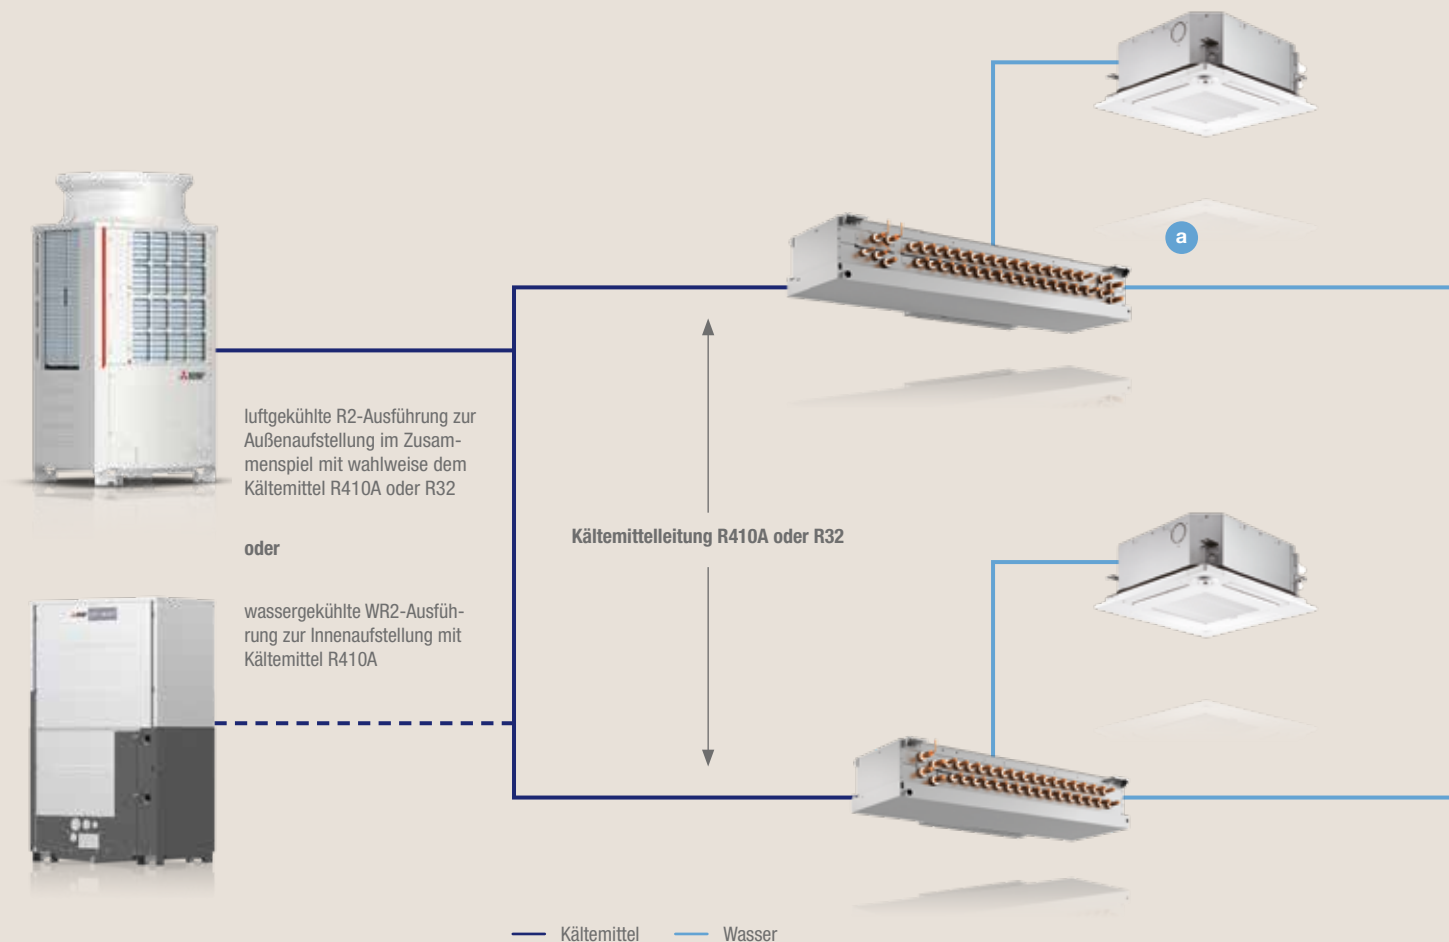 a
luftgekühlte R2-Ausführung zur
Außenaufstellung im Zusam-
menspiel mit wahlweise dem
Kältemittel R410A oder R32
oder
wassergekühlte WR2-Ausfüh-
rung zur Innenaufstellung mit
Kältemittel R410A
Kältemittelleitung R410A oder R32
Kältemittel
Wasser